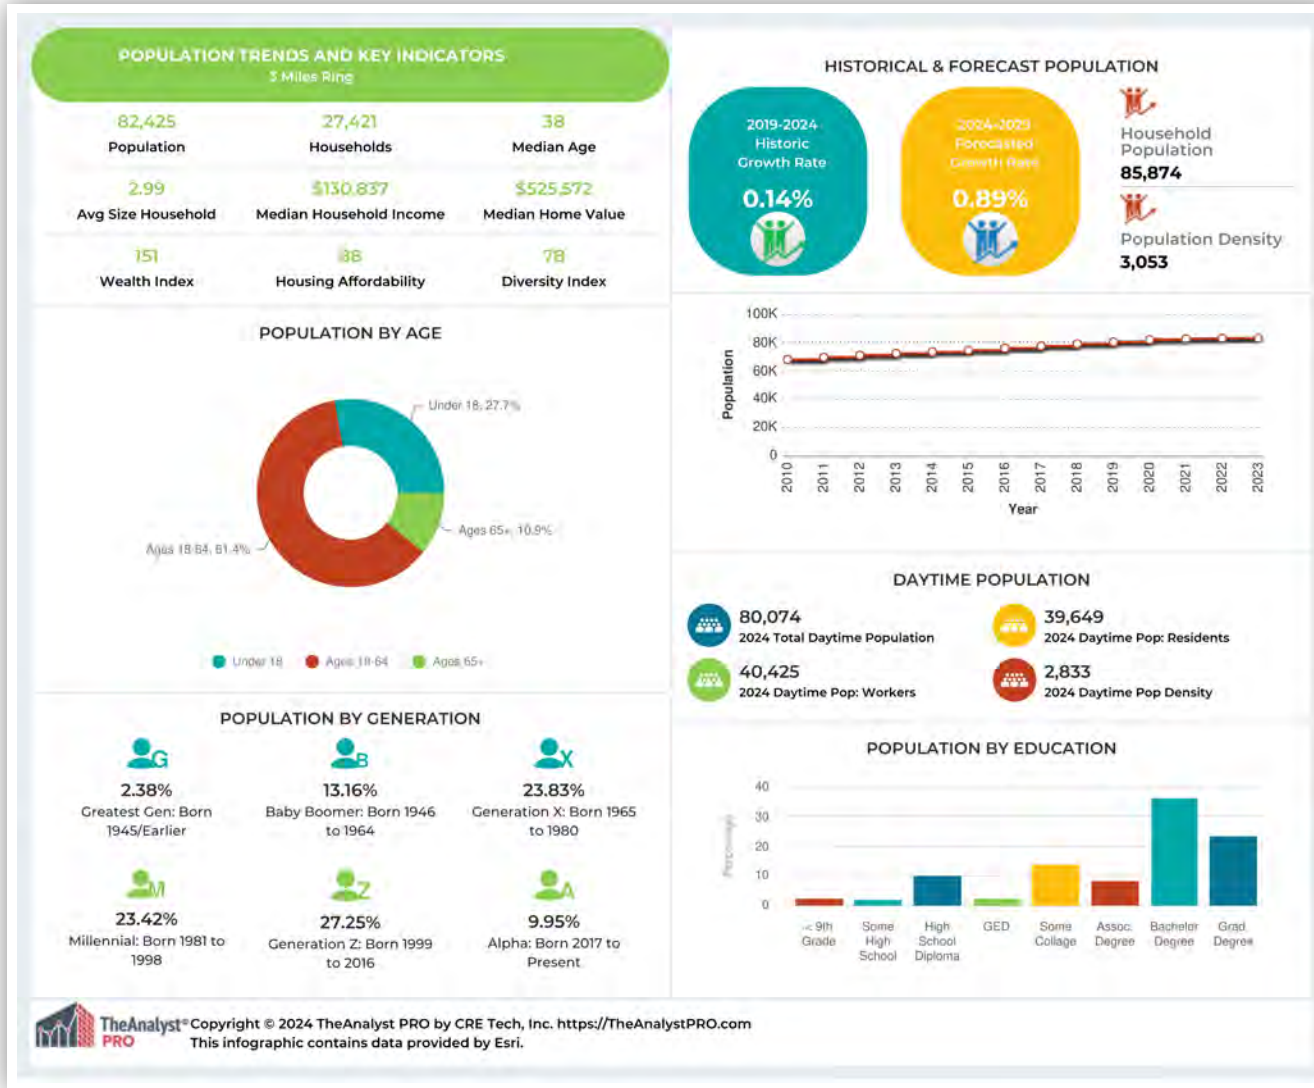 POPULATION TRENDS AND KEY INDICATORS
3 Miles Ring
82,425
Population
27,421
Households
38
Median Age
2.99
Avg Size Household
$130,837
Median Household Income
$525,572
Median Home Value
151
Wealth Index
38
Housing Affordability
78
Diversity Index
POPULATION BY AGE
Under 18, 27.7%
Ages 65+, 10.9%
Ages 18-64, 61.4%
Under 18
Ages 18-64
Ages 65+
POPULATION BY GENERATION
G
2.38%
Greatest Gen: Born
1945/Earlier
B
13.16%
Baby Boomer: Born 1946
to 1964
X
23.83%
Generation X: Born 1965
to 1980
M
23.42%
Millennial: Born 1981 to
1998
Z
27.25%
Generation Z: Born 1999
to 2016
A
9.95%
Alpha: Born 2017 to
Present
HISTORICAL & FORECAST POPULATION
2019-2024
Historic
Growth Rate
0.14%
Forecasted
Growth Rate
0.89%
Household
Population
85,874
Population Density
3,053
100K
80K
60K
40K
20K
0
Population
2010
2011
2012
2013
2014
2015
2016
2017
2018
2019
2020
2021
2022
2023
Year
DAYTIME POPULATION
80,074
2024 Total Daytime Population
39,649
2024 Daytime Pop: Residents
40,425
2024 Daytime Pop: Workers
2,833
2024 Daytime Pop Density
POPULATION BY EDUCATION
40
30
20
10
0
Percentage
< 9th
Grade
Some
High
School
High
School
Diploma
GED
Some
Collage
Assoc.
Degree
Bachelor
Degree
Grad
Degree
TheAnalyst®
PRO
Copyright © 2024 TheAnalyst PRO by CRE Tech, Inc. https://TheAnalystPRO.com
This infographic contains data provided by Esri.